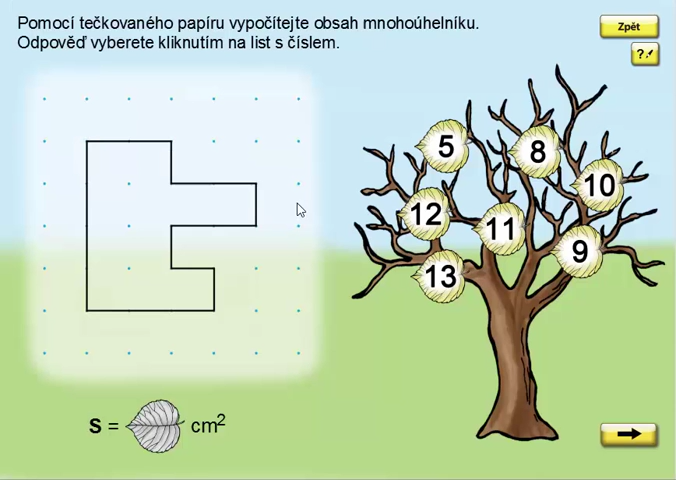 Pomocí tečkovaného papíru vypočítejte obsah mnohoúhelníku.
Odpověď vyberete kliknutím na list s číslem.
Zpět
?
5
8
10
12
11
9
13
S = cm²